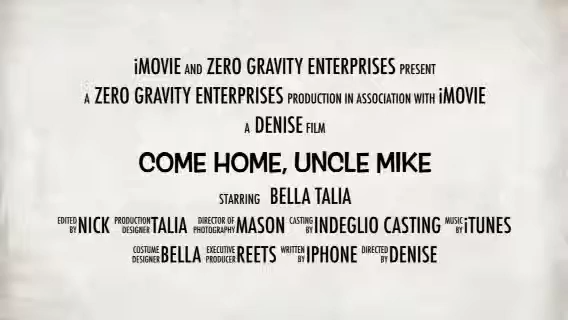 iMOVIE AND ZERO GRAVITY ENTERPRISES PRESENT
A ZERO GRAVITY ENTERPRISES PRODUCTION IN ASSOCIATION WITH iMOVIE
A DENISE FILM
COME HOME, UNCLE MIKE
STARRING BELLA TALIA
EDITED BY NICK PRODUCTION DESIGNER TALIA DIRECTOR OF PHOTOGRAPHY MASON CASTING BY INDEGLIO CASTING MUSIC BY iTUNES
COSTUME DESIGNER BELLA EXECUTIVE PRODUCER REETS WRITTEN BY IPHONE DIRECTED BY DENISE